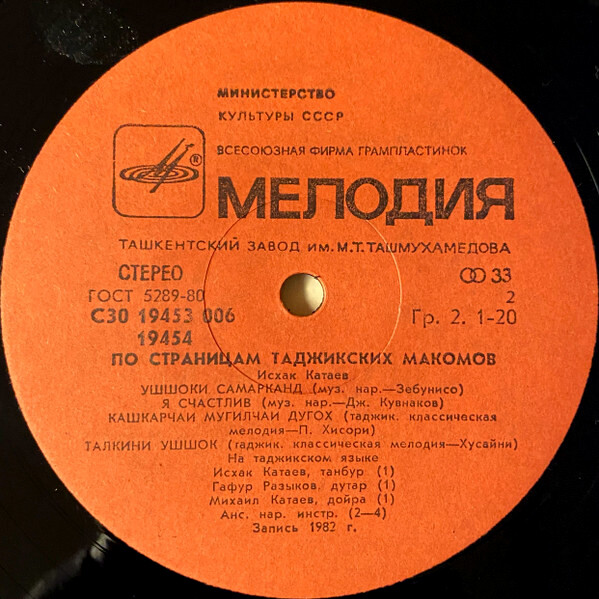 МИНИСТЕРСТВО
КУЛЬТУРЫ СССР
ВСЕСОЮЗНАЯ ФИРМА ГРАМПЛАСТИНОК
®
МЕЛОДИЯ
ТАШКЕНТСКИЙ ЗАВОД ИМ. М.Т.ТАШМУХАМЕДОВА
СТЕРЕО 33
ГОСТ 5289-80 2
С30 19453 006 Гр. 2. 1-20
19454
ПО СТРАНИЦАМ ТАДЖИКСКИХ МАКОМОВ
Исхак Катаев
УШШОКИ САМАРКАНД (муз. нар.—Зебунисо)
Я СЧАСТЛИВ (муз. нар.—Дж. Кувнаков)
КАШКАРЧАИ МУГИЛЧАИ ДУГОХ (таджик. классическая
мелодия—П. Хисори)
ТАЛКИНИ УШШОК (таджик. классическая мелодия—Хусайни)
На таджикском языке
Исхак Катаев, танбур (1)
Гафур Разыков, дутар (1)
Михаил Катаев, дойра (1)
Анс. нар. инстр. (2—4)
Запись 1982 г.